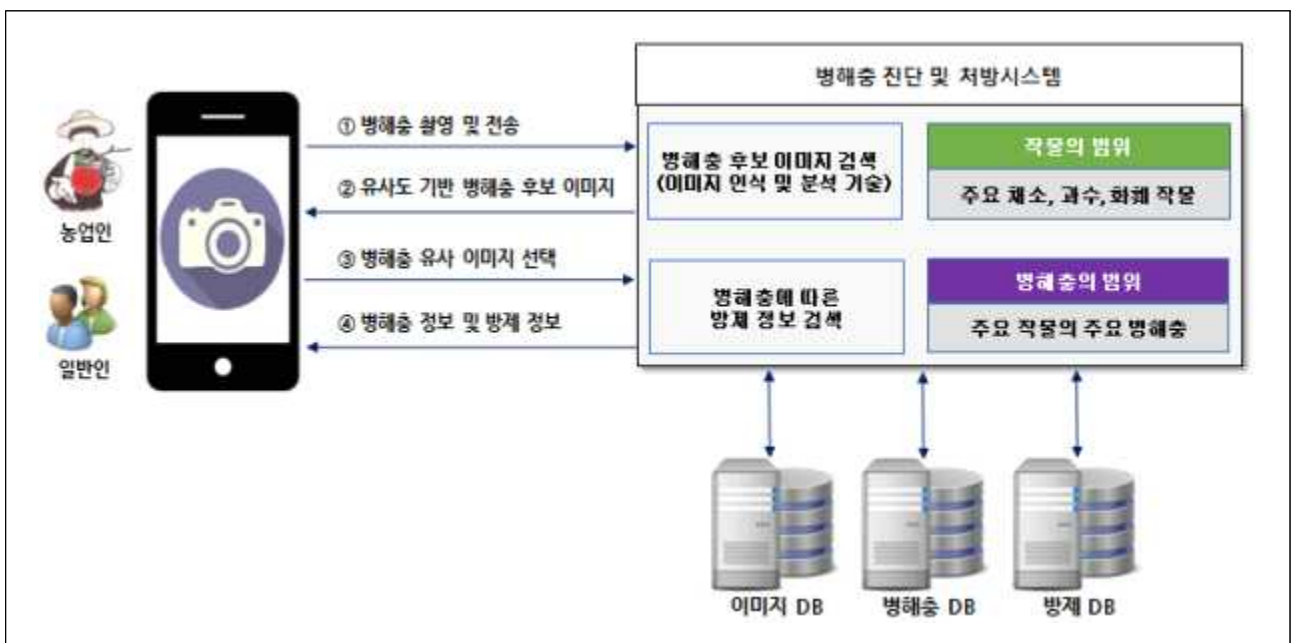 병해충 진단 및 처방시스템
① 병해충 촬영 및 전송
② 유사도 기반 병해충 후보 이미지
③ 병해충 유사 이미지 선택
④ 병해충 정보 및 방제 정보
농업인
일반인
병해충 후보 이미지 검색
(이미지 인식 및 분석 기술)
작물의 범위
주요 채소, 과수, 화훼 작물
병해충에 따른
방제 정보 검색
병해충의 범위
주요 작물의 주요 병해충
이미지 DB
병해충 DB
방제 DB